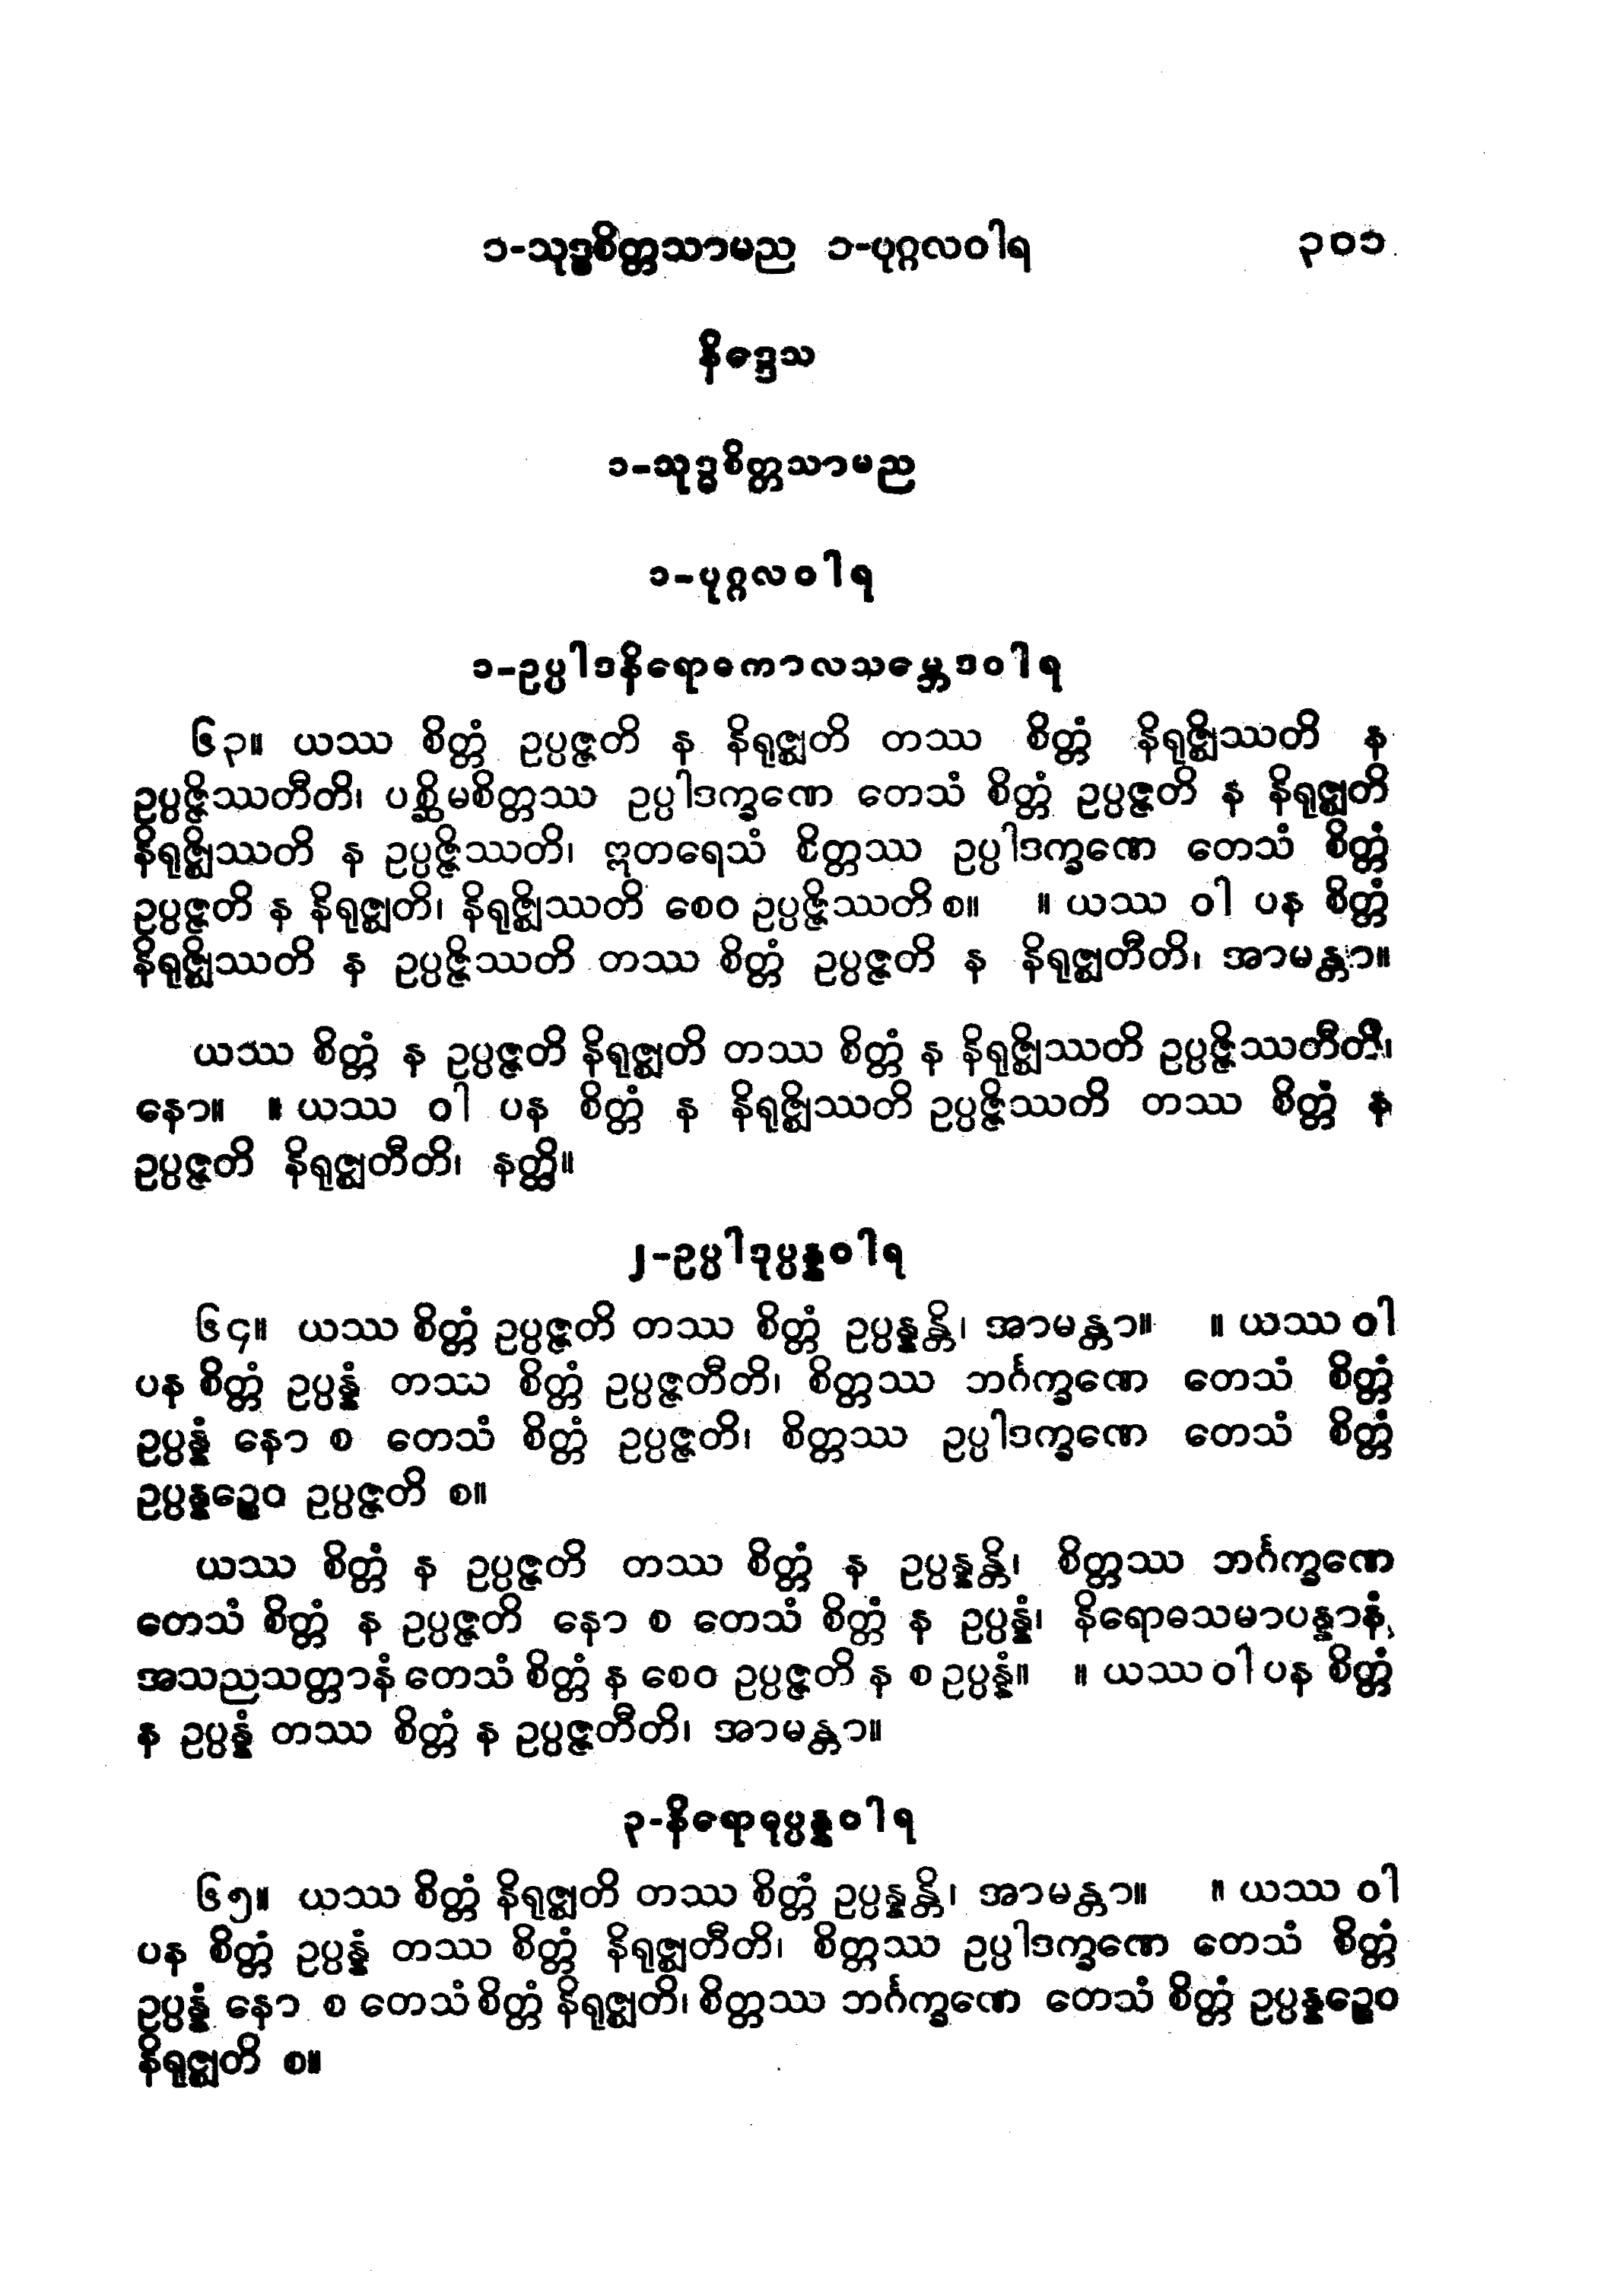 ၁-သုဒ္ဓစိတ္တသာမည ၁-ပုဂ္ဂလဝါရ ၃၀၁
နိဒ္ဒေသ
၁-သုဒ္ဓစိတ္တသာမည
၁-ပုဂ္ဂလဝါရ
၁-ဥပ္ပါဒနိရောဓကာလသမ္ဘေဒဝါရ
၆၃။ ယဿ စိတ္တံ ဥပ္ပဇ္ဇတိ န နိရုဇ္ဈတိ တဿ စိတ္တံ နိရုဇ္ဈိဿတိ န
ဥပ္ပဇ္ဇိဿတီတိ၊ ပစ္ဆိမစိတ္တဿ ဥပ္ပါဒက္ခဏေ တေသံ စိတ္တံ ဥပ္ပဇ္ဇတိ န နိရုဇ္ဈတိ
နိရုဇ္ဈိဿတိ န ဥပ္ပဇ္ဇိဿတိ၊ ဣတရေသံ စိတ္တဿ ဥပ္ပါဒက္ခဏေ တေသံ စိတ္တံ
ဥပ္ပဇ္ဇတိ န နိရုဇ္ဈတိ၊ နိရုဇ္ဈိဿတိ စေဝ ဥပ္ပဇ္ဇိဿတိ စ။ ။ ယဿ ဝါ ပန စိတ္တံ
နိရုဇ္ဈိဿတိ န ဥပ္ပဇ္ဇိဿတိ တဿ စိတ္တံ ဥပ္ပဇ္ဇတိ န နိရုဇ္ဈတီတိ၊ အာမန္တာ။
ယဿ စိတ္တံ န ဥပ္ပဇ္ဇတိ နိရုဇ္ဈတိ တဿ စိတ္တံ န နိရုဇ္ဈိဿတိ ဥပ္ပဇ္ဇိဿတီတိ၊
နော။ ။ ယဿ ဝါ ပန စိတ္တံ န နိရုဇ္ဈိဿတိ ဥပ္ပဇ္ဇိဿတိ တဿ စိတ္တံ န
ဥပ္ပဇ္ဇတိ နိရုဇ္ဈတီတိ၊ နတ္ထိ။
၂-ဥပ္ပါဒုပ္ပန္နဝါရ
၆၄။ ယဿ စိတ္တံ ဥပ္ပဇ္ဇတိ တဿ စိတ္တံ ဥပ္ပန္နန္တိ၊ အာမန္တာ။ ။ ယဿ ဝါ
ပန စိတ္တံ ဥပ္ပန္နံ တဿ စိတ္တံ ဥပ္ပဇ္ဇတီတိ၊ စိတ္တဿ ဘင်္ဂက္ခဏေ တေသံ စိတ္တံ
ဥပ္ပန္နံ နော စ တေသံ စိတ္တံ ဥပ္ပဇ္ဇတိ၊ စိတ္တဿ ဥပ္ပါဒက္ခဏေ တေသံ စိတ္တံ
ဥပ္ပန္နဉ္စေဝ ဥပ္ပဇ္ဇတိ စ။
ယဿ စိတ္တံ န ဥပ္ပဇ္ဇတိ တဿ စိတ္တံ န ဥပ္ပန္နန္တိ၊ စိတ္တဿ ဘင်္ဂက္ခဏေ
တေသံ စိတ္တံ န ဥပ္ပဇ္ဇတိ နော စ တေသံ စိတ္တံ န ဥပ္ပန္နံ၊ နိရောဓသမာပန္နာနံ
အသညသတ္တာနံ တေသံ စိတ္တံ န စေဝ ဥပ္ပဇ္ဇတိ န စ ဥပ္ပန္နံ။ ။ ယဿ ဝါ ပန စိတ္တံ
န ဥပ္ပန္နံ တဿ စိတ္တံ န ဥပ္ပဇ္ဇတီတိ၊ အာမန္တာ။
၃-နိရောဓုပ္ပန္နဝါရ
၆၅။ ယဿ စိတ္တံ နိရုဇ္ဈတိ တဿ စိတ္တံ ဥပ္ပန္နန္တိ၊ အာမန္တာ။ ။ ယဿ ဝါ
ပန စိတ္တံ ဥပ္ပန္နံ တဿ စိတ္တံ နိရုဇ္ဈတီတိ၊ စိတ္တဿ ဥပ္ပါဒက္ခဏေ တေသံ စိတ္တံ
ဥပ္ပန္နံ နော စ တေသံ စိတ္တံ နိရုဇ္ဈတိ၊ စိတ္တဿ ဘင်္ဂက္ခဏေ တေသံ စိတ္တံ ဥပ္ပန္နဉ္စေဝ
နိရုဇ္ဈတိ စ။